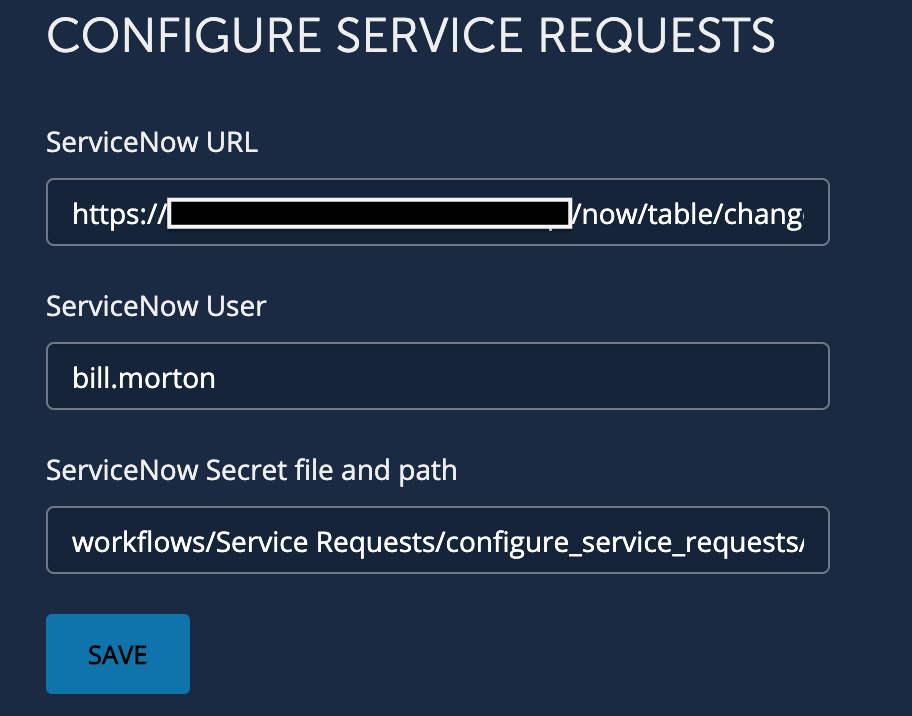 CONFIGURE SERVICE REQUESTS
ServiceNow URL
https:// /now/table/chang
ServiceNow User
bill.morton
ServiceNow Secret file and path
workflows/Service Requests/configure_service_requests/
SAVE